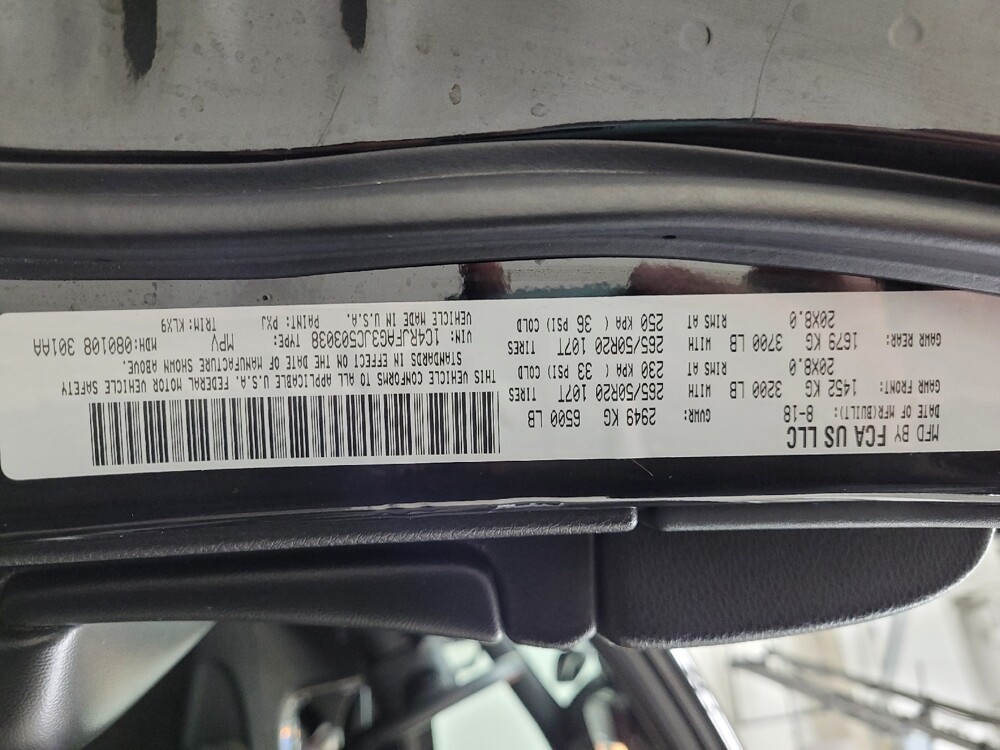 MFD BY FCA US LLC
DATE OF MFR(BUILT): 8-18 GVWR: 2949 KG 6500 LB
GAWR FRONT: 1452 KG 3200 LB WITH 265/50R20 107T TIRES
20X8.0 RIMS AT 230 KPA ( 33 PSI) COLD
GAWR REAR: 1679 KG 3700 LB WITH 265/50R20 107T TIRES
20X8.0 RIMS AT 250 KPA ( 36 PSI) COLD
THIS VEHICLE CONFORMS TO ALL APPLICABLE U.S.A. FEDERAL MOTOR VEHICLE SAFETY
STANDARDS IN EFFECT ON THE DATE OF MANUFACTURE SHOWN ABOVE.
VIN: 1C4RJFAG3JC503038 TYPE: MPV MDH: 080108 301AA
VEHICLE MADE IN U.S.A. PAINT: PXJ TRIM: KLX9